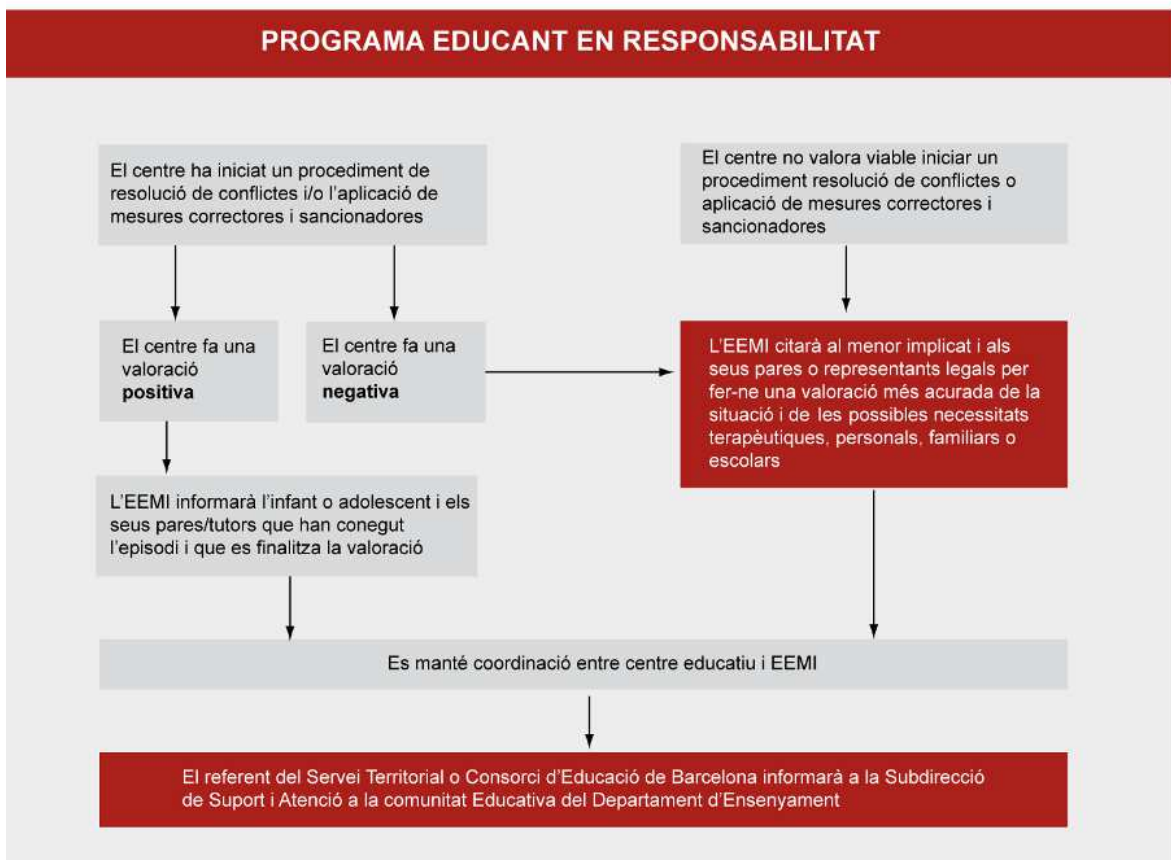 PROGRAMA EDUCANT EN RESPONSABILITAT
El centre ha iniciat un procediment de
resolució de conflictes i/o l'aplicació de
mesures correctores i sancionadores
El centre no valora viable iniciar un
procediment resolució de conflictes o
aplicació de mesures correctores i
sancionadores
El centre fa una
valoració
positiva
El centre fa una
valoració
negativa
L'EEMI citarà al menor implicat i als
seus pares o representants legals per
fer-ne una valoració més acurada de la
situació i de les possibles necessitats
terapèutiques, personals, familiars o
escolars
L'EEMI informarà l'infant o adolescent i els
seus pares/tutors que han conegut
l'episodi i que es finalitza la valoració
Es manté coordinació entre centre educatiu i EEMI
El referent del Servei Territorial o Consorci d'Educació de Barcelona informarà a la Subdirecció
de Suport i Atenció a la comunitat Educativa del Departament d'Ensenyament